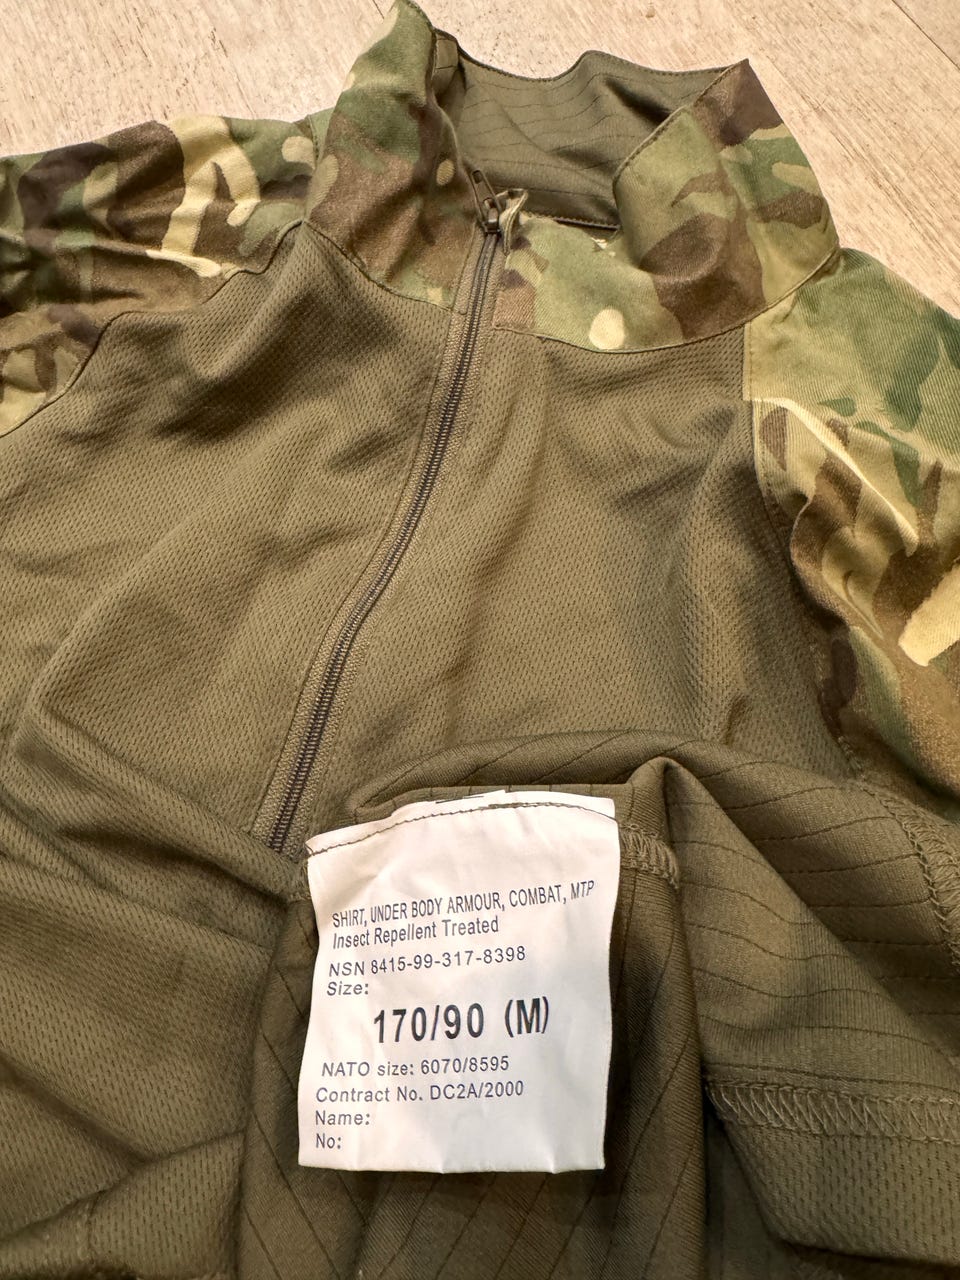 SHIRT, UNDER BODY ARMOUR, COMBAT, MTP
Insect Repellent Treated
NSN 8415-99-317-8398
Size:
170/90 (M)
NATO size: 6070/8595
Contract No. DC2A/2000
Name:
No: